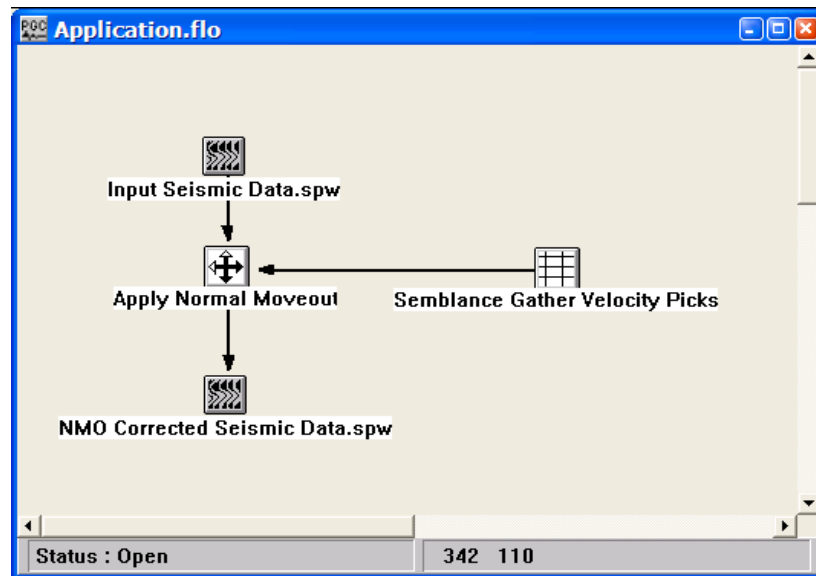 PGC Application.flo
Input Seismic Data.spw
Apply Normal Moveout
Semblance Gather Velocity Picks
NMO Corrected Seismic Data.spw
Status : Open
342 110